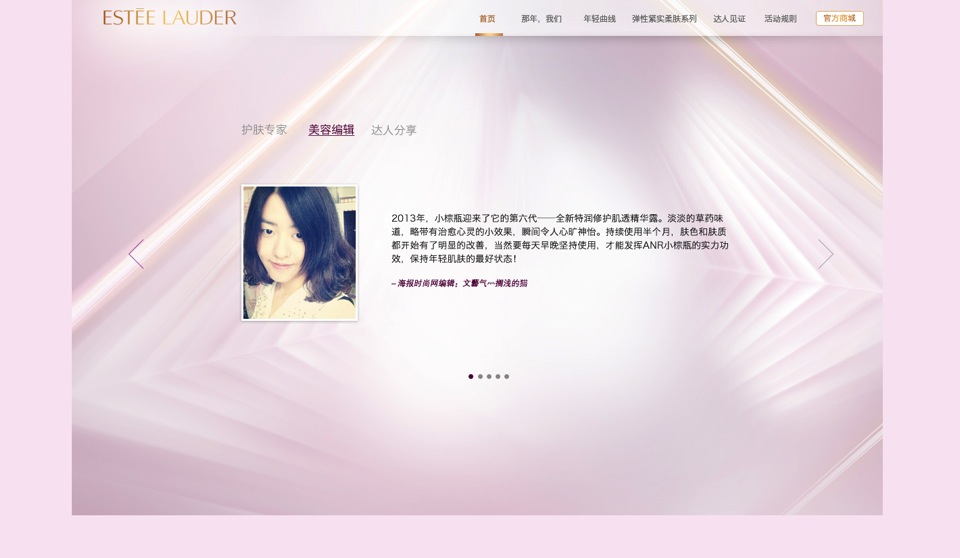 ESTĒE LAUDER
首页 那年，我们 年轻曲线 弹性紧实柔肤系列 达人见证 活动规则 官方商城
护肤专家 美容编辑 达人分享
2013年，小棕瓶迎来了它的第六代——全新特润修护肌透精华露。淡淡的草药味
道，略带有治愈心灵的小效果，瞬间令人心旷神怡。持续使用半个月，肤色和肤质
都开始有了明显的改善，当然要每天早晚坚持使用，才能发挥ANR小棕瓶的实力功
效，保持年轻肌肤的最好状态！
– 海报时尚网编辑：文藝气爫搁浅的猫